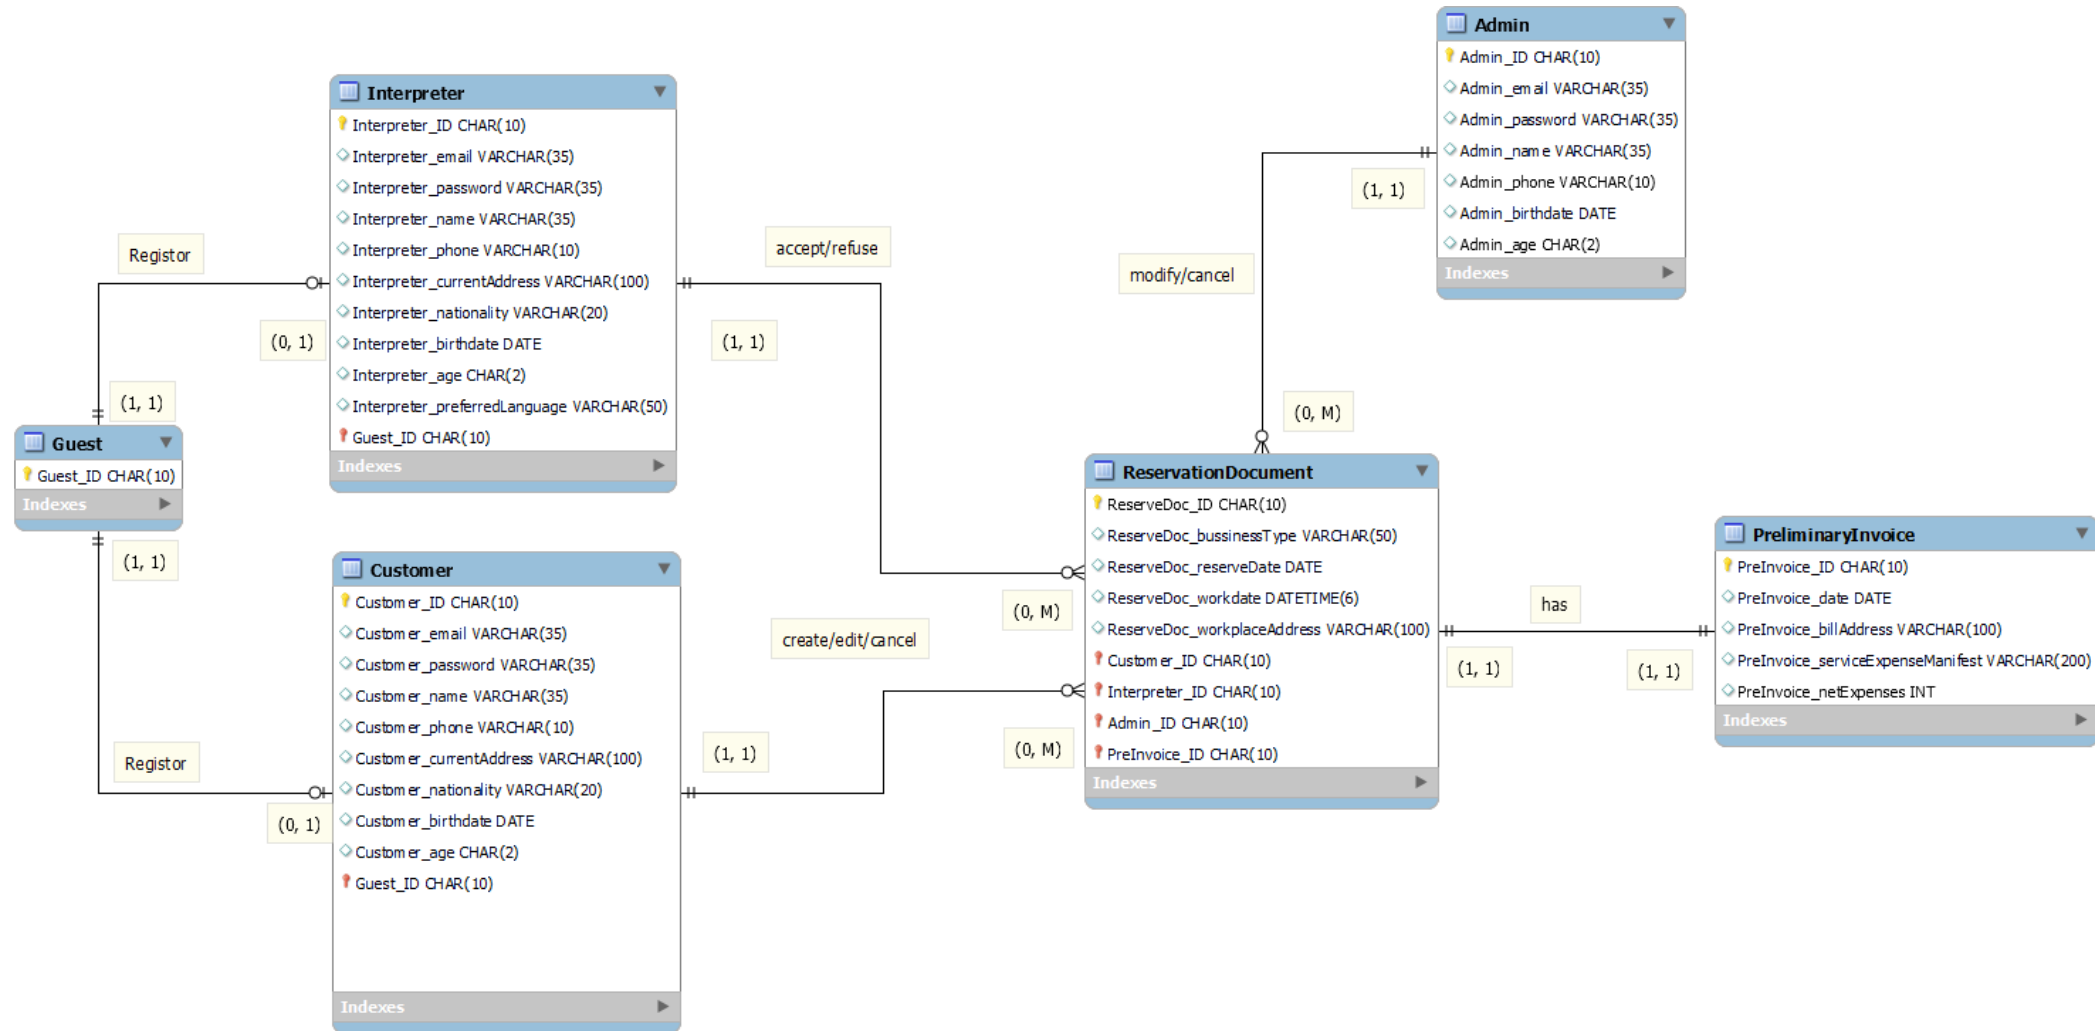 Admin
Admin_ID CHAR(10)
Admin_email VARCHAR(35)
Admin_password VARCHAR(35)
Admin_name VARCHAR(35)
Admin_phone VARCHAR(10)
Admin_birthdate DATE
Admin_age CHAR(2)
Indexes
Interpreter
Interpreter_ID CHAR(10)
Interpreter_email VARCHAR(35)
Interpreter_password VARCHAR(35)
Interpreter_name VARCHAR(35)
Interpreter_phone VARCHAR(10)
Interpreter_currentAddress VARCHAR(100)
Interpreter_nationality VARCHAR(20)
Interpreter_birthdate DATE
Interpreter_age CHAR(2)
Interpreter_preferredLanguage VARCHAR(50)
Guest_ID CHAR(10)
Indexes
Registor
(0, 1)
(1, 1)
accept/refuse
(1, 1)
(1, 1)
modify/cancel
(0, M)
Guest
Guest_ID CHAR(10)
Indexes
(1, 1)
Registor
(0, 1)
Customer
Customer_ID CHAR(10)
Customer_email VARCHAR(35)
Customer_password VARCHAR(35)
Customer_name VARCHAR(35)
Customer_phone VARCHAR(10)
Customer_currentAddress VARCHAR(100)
Customer_nationality VARCHAR(20)
Customer_birthdate DATE
Customer_age CHAR(2)
Guest_ID CHAR(10)
Indexes
(0, M)
create/edit/cancel
(1, 1)
(0, M)
ReservationDocument
ReserveDoc_ID CHAR(10)
ReserveDoc_bussinessType VARCHAR(50)
ReserveDoc_reserveDate DATE
ReserveDoc_workdate DATETIME(6)
ReserveDoc_workplaceAddress VARCHAR(100)
Customer_ID CHAR(10)
Interpreter_ID CHAR(10)
Admin_ID CHAR(10)
PreInvoice_ID CHAR(10)
Indexes
has
(1, 1)
(1, 1)
PreliminaryInvoice
PreInvoice_ID CHAR(10)
PreInvoice_date DATE
PreInvoice_billAddress VARCHAR(100)
PreInvoice_serviceExpenseManifest VARCHAR(200)
PreInvoice_netExpenses INT
Indexes